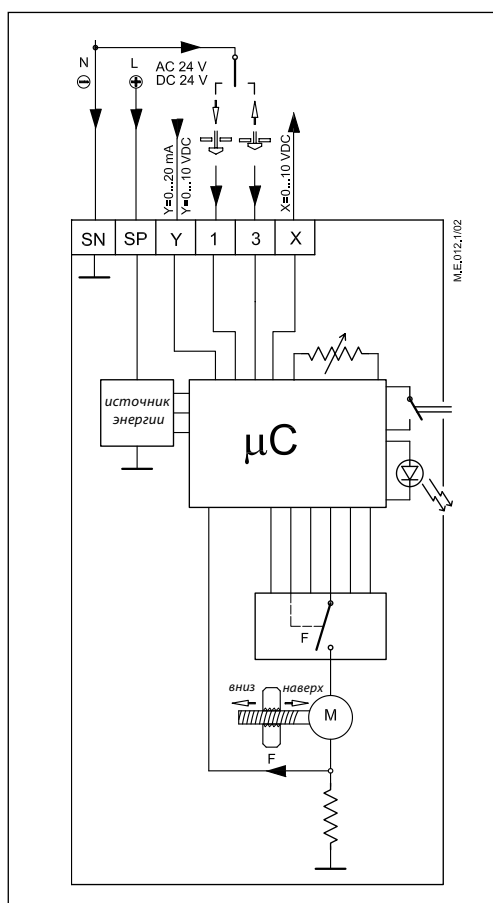 N
L
AC 24 V
DC 24 V
Y=0...20 mA
Y=0...10 VDC
X=0...10 VDC
SN SP Y 1 3 X
M.E.012.1/02
источник
энергии
µC
F
вниз наверх
M
F